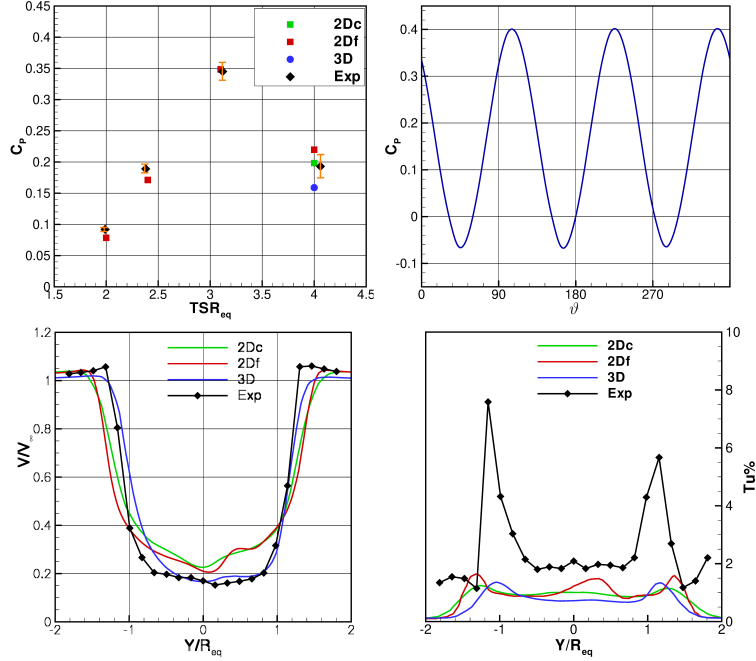 0.45
0.4
0.35
0.3
0.25
0.2
0.15
0.1
0.05
0
C_P
1.5
2
2.5
3
3.5
4
4.5
TSR_eq
2Dc
2Df
3D
Exp
0.4
0.3
0.2
0.1
0
-0.1
C_P
0
90
180
270
ϑ
1.2
1
0.8
0.6
0.4
0.2
0
V/V_∞
-2
-1
0
1
2
Y/R_eq
2Dc
2Df
3D
Exp
10
8
6
4
2
0
Tu%
-2
-1
0
1
2
Y/R_eq
2Dc
2Df
3D
Exp